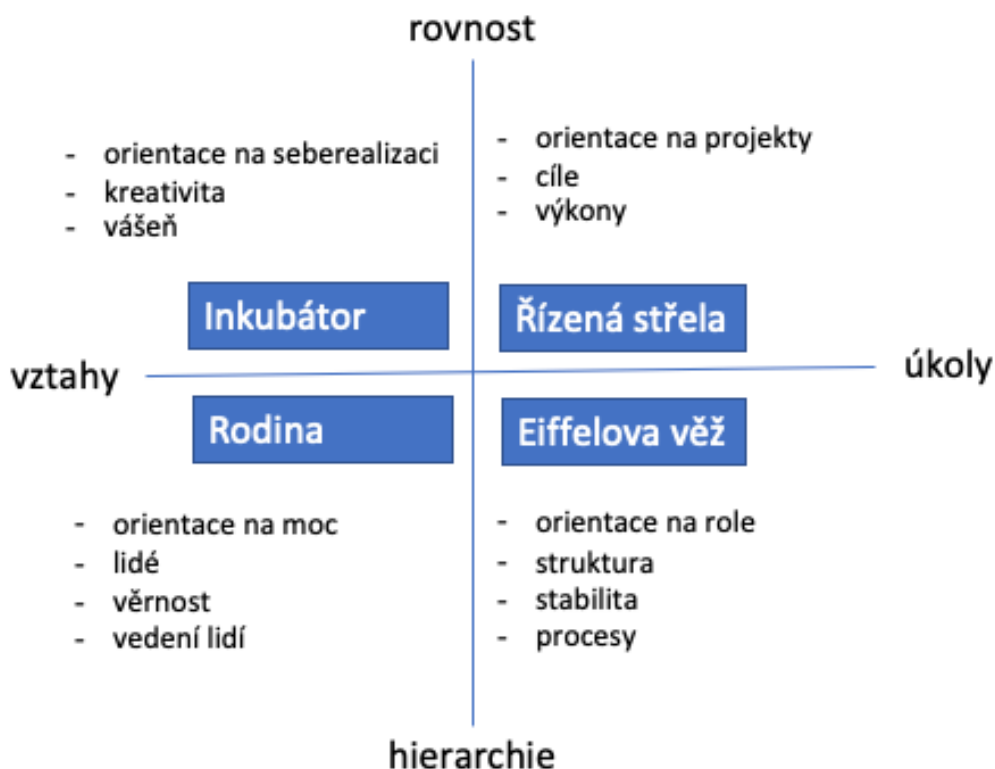 rovnost
- orientace na seberealizaci
- kreativita
- vášeň
- orientace na projekty
- cíle
- výkony
Inkubátor
Řízená střela
vztahy
úkoly
Rodina
Eiffelova věž
- orientace na moc
- lidé
- věrnost
- vedení lidí
- orientace na role
- struktura
- stabilita
- procesy
hierarchie